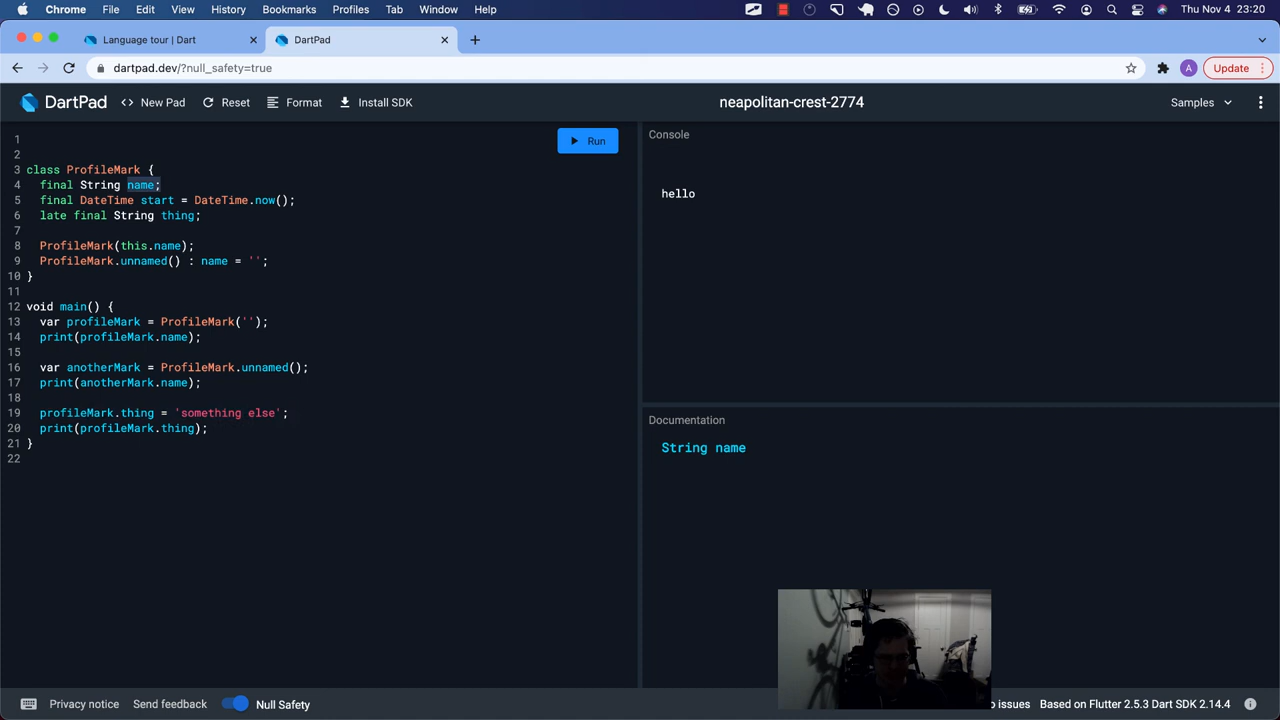 Chrome File Edit View History Bookmarks Profiles Tab Window Help Thu Nov 4 23:20
Language tour | Dart DartPad
dartpad.dev/?null_safety=true A Update
DartPad New Pad Reset Format Install SDK neapolitan-crest-2774 Samples
Run
Console
hello
1
2
3 class ProfileMark {
4 final String name;
5 final DateTime start = DateTime.now();
6 late final String thing;
7
8 ProfileMark(this.name);
9 ProfileMark.unnamed() : name = '';
10 }
11
12 void main() {
13 var profileMark = ProfileMark('');
14 print(profileMark.name);
15
16 var anotherMark = ProfileMark.unnamed();
17 print(anotherMark.name);
18
19 profileMark.thing = 'something else';
20 print(profileMark.thing);
21 }
22
Documentation
String name
Privacy notice Send feedback Null Safety issues Based on Flutter 2.5.3 Dart SDK 2.14.4